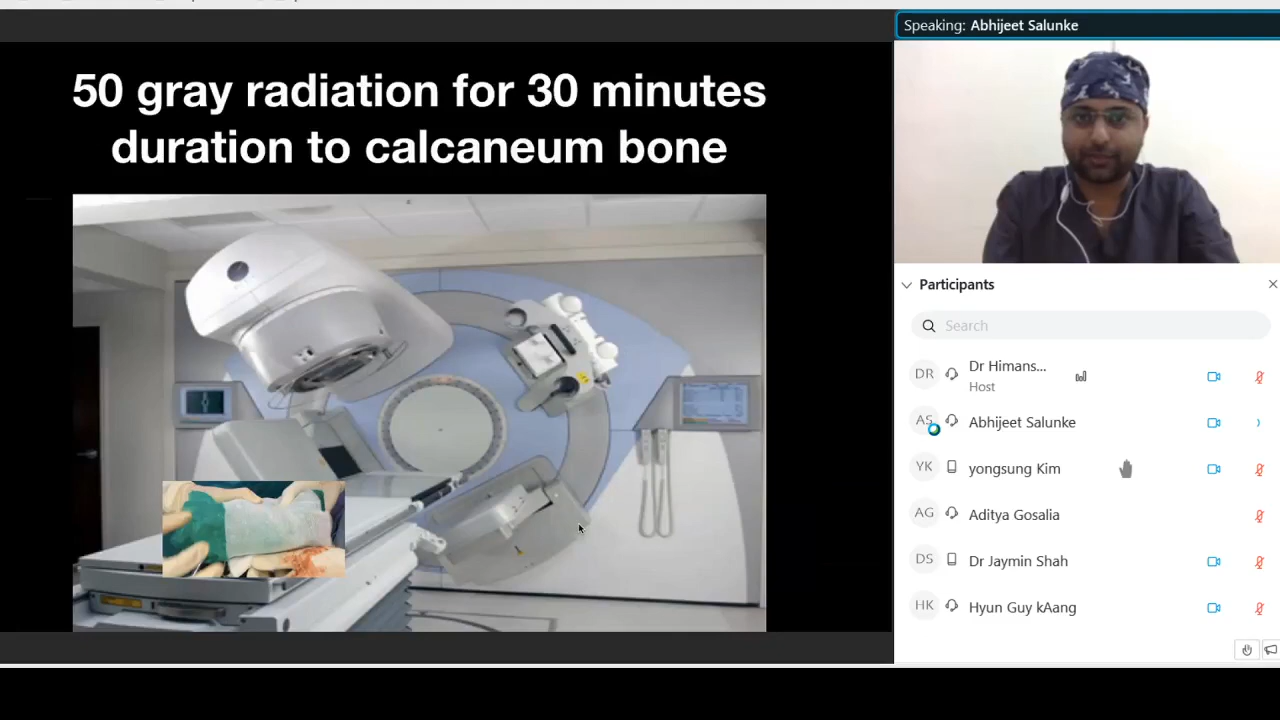 50 gray radiation for 30 minutes
duration to calcaneum bone
Speaking: Abhijeet Salunke
Participants
Search
DR
Dr Himans...
Host
AS
Abhijeet Salunke
YK
yongsung Kim
AG
Aditya Gosalia
DS
Dr Jaymin Shah
HK
Hyun Guy kAang